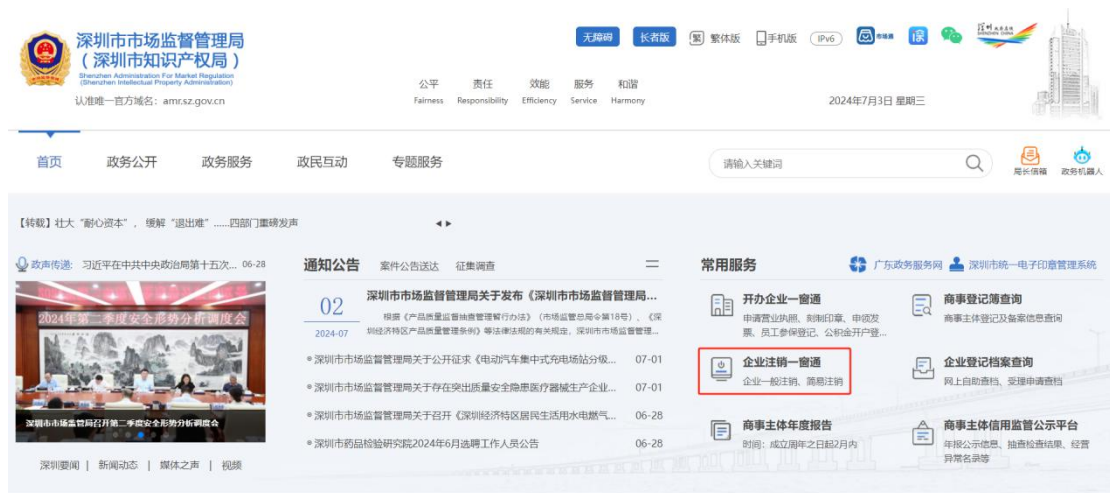 深圳市市场监督管理局
（深圳市知识产权局）
Shenzhen Administration For Market Regulation
(Shenzhen Intellectual Property Administration)
认准唯一官方域名：amr.sz.gov.cn
无障碍 长者版 繁 繁体版 手机版 IPv6
公平 责任 效能 服务 和谐
Fairness Responsibility Efficiency Service Harmony
2024年7月3日 星期三
首页 政务公开 政务服务 政民互动 专题服务
请输入关键词
局长信箱 政务机器人
【转载】壮大“耐心资本”，缓解“退出难”......四部门重磅发声
政声传递: 习近平在中共中央政治局第十五次... 06-28
2024年第二季度安全形势分析调度会
深圳市市场监管局召开第二季度安全形势分析调度会
深圳要闻 | 新闻动态 | 媒体之声 | 视频
通知公告 案件公告送达 征集调查
02
2024-07
深圳市市场监督管理局关于发布《深圳市市场监督管理局...
根据《产品质量监督抽查管理暂行办法》（市场监管总局令第18号）、《深
圳经济特区产品质量管理条例》等法律法规的有关规定，深圳市市场监督管理...
深圳市市场监督管理局关于公开征求《电动汽车集中式充电场站分级... 07-01
深圳市市场监督管理局关于存在突出质量安全隐患医疗器械生产企业... 07-01
深圳市市场监督管理局关于召开《深圳经济特区居民生活用水电燃气... 06-28
深圳市药品检验研究院2024年6月选聘工作人员公告 06-28
常用服务 广东政务服务网 深圳市统一电子印章管理系统
开办企业一窗通
申请营业执照、刻制印章、申领发
票、员工参保登记、公积金开户登...
商事登记簿查询
商事主体登记及备案信息查询
企业注销一窗通
企业一般注销、简易注销
企业登记档案查询
网上自助查档、受理申请查档
商事主体年度报告
时间：成立周年之日起2月内
商事主体信用监管公示平台
年报公示信息、抽查检查结果、经营
异常名录等